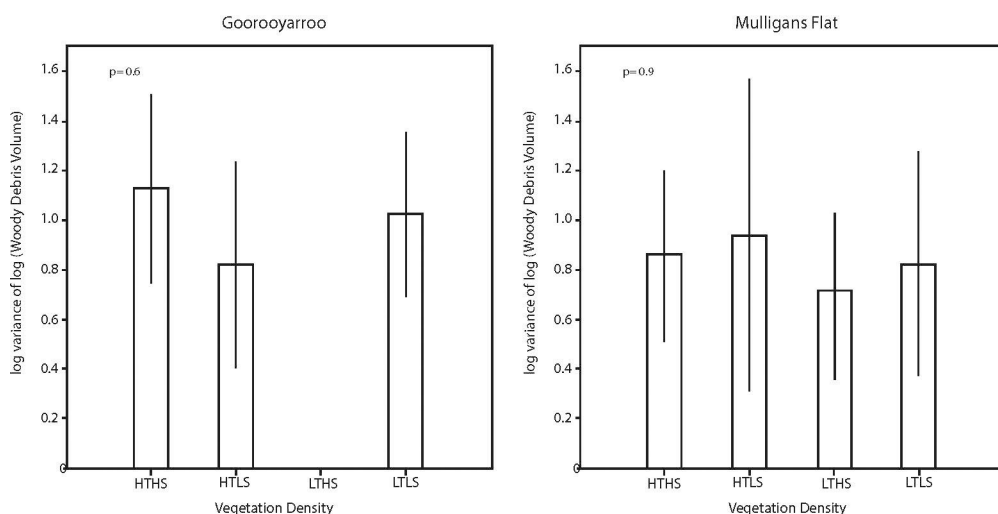 Goorooyarroo
p=0.6
log variance of log (Woody Debris Volume)
1.6
1.4
1.2
1.0
0.8
0.6
0.4
0.2
0
HTHS HTLS LTHS LTLS
Vegetation Density
Mulligans Flat
p=0.9
log variance of log (Woody Debris Volume)
1.6
1.4
1.2
1.0
0.8
0.6
0.4
0.2
0
HTHS HTLS LTHS LTLS
Vegetation Density